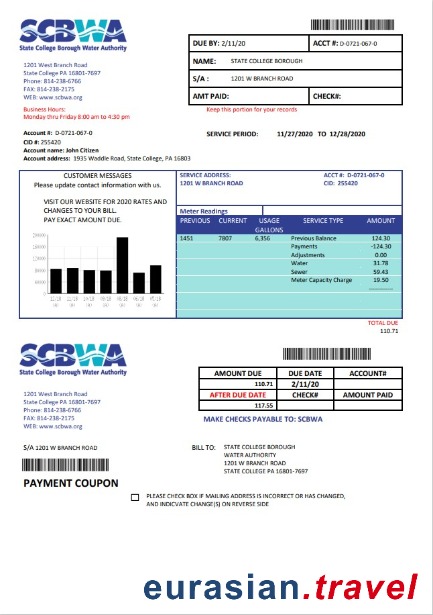 SCBWA
State College Borough Water Authority
1201 West Branch Road
State College PA 16801-7697
Phone: 814-238-6766
FAX: 814-238-2175
WEB: www.scbwa.org
Business Hours:
Monday thru Friday 8:00 am to 4:30 pm
DUE BY: 2/11/20 ACCT #: D-0721-067-0
NAME: STATE COLLEGE BOROUGH
S/A : 1201 W BRANCH ROAD
AMT PAID: CHECK#:
Keep this portion for your records
Account #: D-0721-067-0
CID #: 255420
Account name: John Citizen
Account address: 1935 Waddle Road, State College, PA 16803
SERVICE PERIOD: 11/27/2020 TO 12/28/2020
CUSTOMER MESSAGES
Please update contact information with us.
VISIT OUR WEBSITE FOR 2020 RATES AND
CHANGES TO YOUR BILL.
PAY EXACT AMOUNT DUE.
SERVICE ADDRESS: ACCT #: D-0721-067-0
1201 W BRANCH ROAD CID: 255420
Meter Readings
PREVIOUS CURRENT USAGE SERVICE TYPE AMOUNT
GALLONS
1451 7807 6,356 Previous Balance 124.30
Payments -124.30
Adjustments 0.00
Water 31.78
Sewer 59.43
Meter Capacity Charge 19.50
TOTAL DUE
110.71
SCBWA
State College Borough Water Authority
1201 West Branch Road
State College PA 16801-7697
Phone: 814-238-6766
FAX: 814-238-2175
WEB: www.scbwa.org
AMOUNT DUE DUE DATE ACCOUNT#
110.71 2/11/20
AFTER DUE DATE CHECK# AMOUNT PAID
117.55
MAKE CHECKS PAYABLE TO: SCBWA
S/A 1201 W BRANCH ROAD
BILL TO: STATE COLLEGE BOROUGH
WATER AUTHORITY
1201 W BRANCH ROAD
STATE COLLEGE PA 16801-7697
PAYMENT COUPON
PLEASE CHECK BOX IF MAILING ADDRESS IS INCORRECT OR HAS CHANGED,
AND INDICVATE CHANGE(S) ON REVERSE SIDE
eurasian.travel